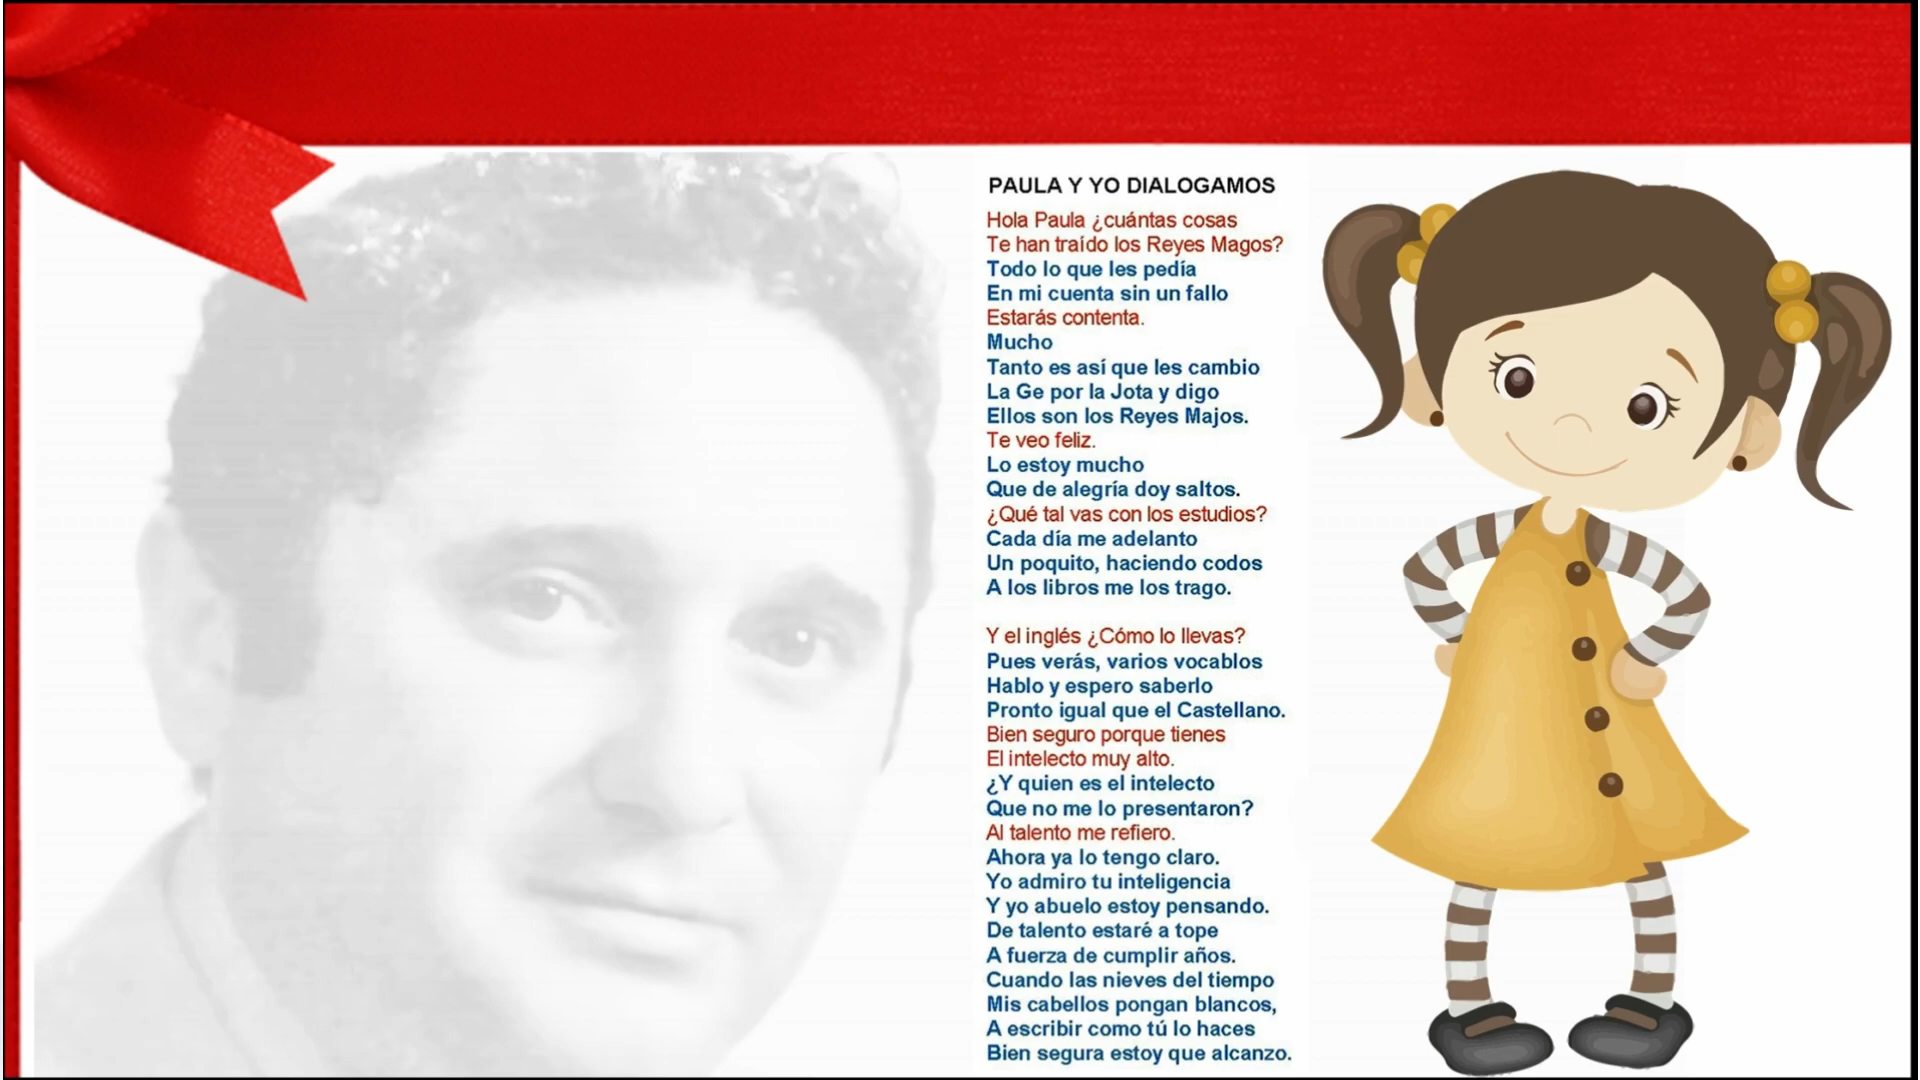 PAULA Y YO DIALOGAMOS
Hola Paula ¿cuántas cosas
Te han traído los Reyes Magos?
Todo lo que les pedía
En mi cuenta sin un fallo
Estarás contenta.
Mucho
Tanto es así que les cambio
La Ge por la Jota y digo
Ellos son los Reyes Majos.
Te veo feliz.
Lo estoy mucho
Que de alegría doy saltos.
¿Qué tal vas con los estudios?
Cada día me adelanto
Un poquito, haciendo codos
A los libros me los trago.
Y el inglés ¿Cómo lo llevas?
Pues verás, varios vocablos
Hablo y espero saberlo
Pronto igual que el Castellano.
Bien seguro porque tienes
El intelecto muy alto.
¿Y quien es el intelecto
Que no me lo presentaron?
Al talento me refiero.
Ahora ya lo tengo claro.
Yo admiro tu inteligencia
Y yo abuelo estoy pensando.
De talento estaré a tope
A fuerza de cumplir años.
Cuando las nieves del tiempo
Mis cabellos pongan blancos,
A escribir como tú lo haces
Bien segura estoy que alcanzo.